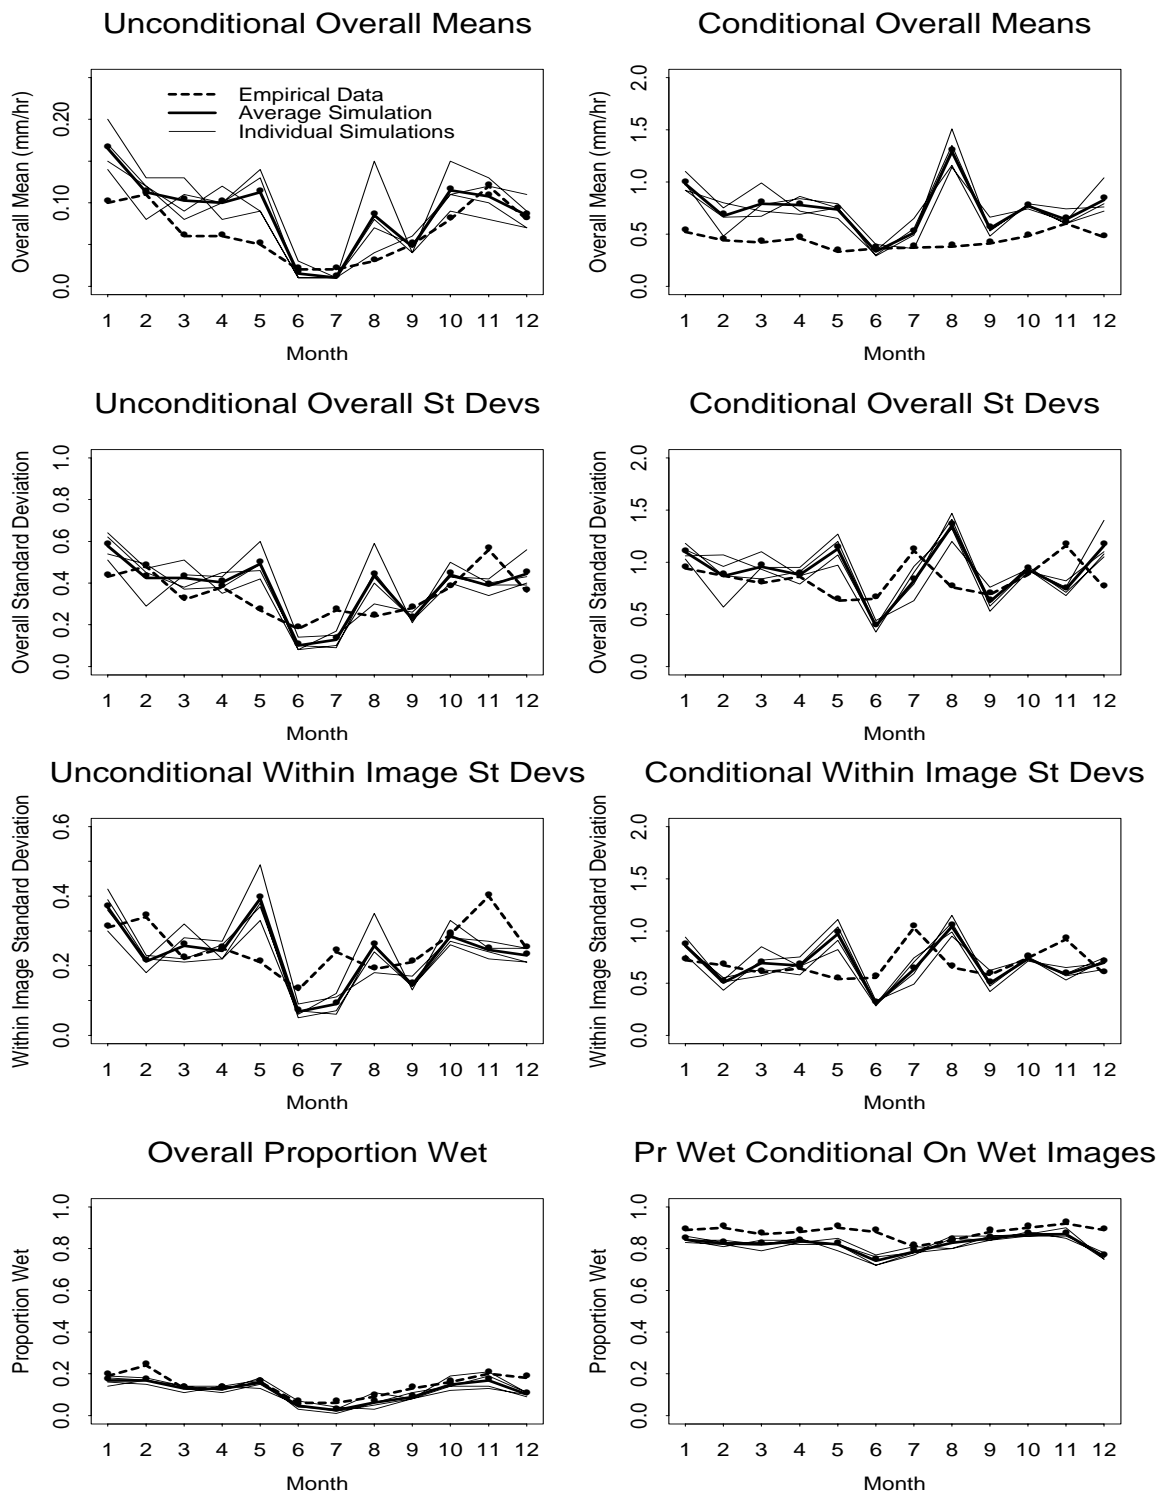 Unconditional Overall Means
Overall Mean (mm/hr)
0.0 0.10 0.20
Empirical Data
Average Simulation
Individual Simulations
1 2 3 4 5 6 7 8 9 10 11 12
Month
Conditional Overall Means
Overall Mean (mm/hr)
0.0 0.5 1.0 1.5 2.0
1 2 3 4 5 6 7 8 9 10 11 12
Month
Unconditional Overall St Devs
Overall Standard Deviation
0.0 0.2 0.4 0.6 0.8 1.0
1 2 3 4 5 6 7 8 9 10 11 12
Month
Conditional Overall St Devs
Overall Standard Deviation
0.0 0.5 1.0 1.5 2.0
1 2 3 4 5 6 7 8 9 10 11 12
Month
Unconditional Within Image St Devs
Within Image Standard Deviation
0.0 0.2 0.4 0.6
1 2 3 4 5 6 7 8 9 10 11 12
Month
Conditional Within Image St Devs
Within Image Standard Deviation
0.0 0.5 1.0 1.5 2.0
1 2 3 4 5 6 7 8 9 10 11 12
Month
Overall Proportion Wet
Proportion Wet
0.0 0.2 0.4 0.6 0.8 1.0
1 2 3 4 5 6 7 8 9 10 11 12
Month
Pr Wet Conditional On Wet Images
Proportion Wet
0.0 0.2 0.4 0.6 0.8 1.0
1 2 3 4 5 6 7 8 9 10 11 12
Month